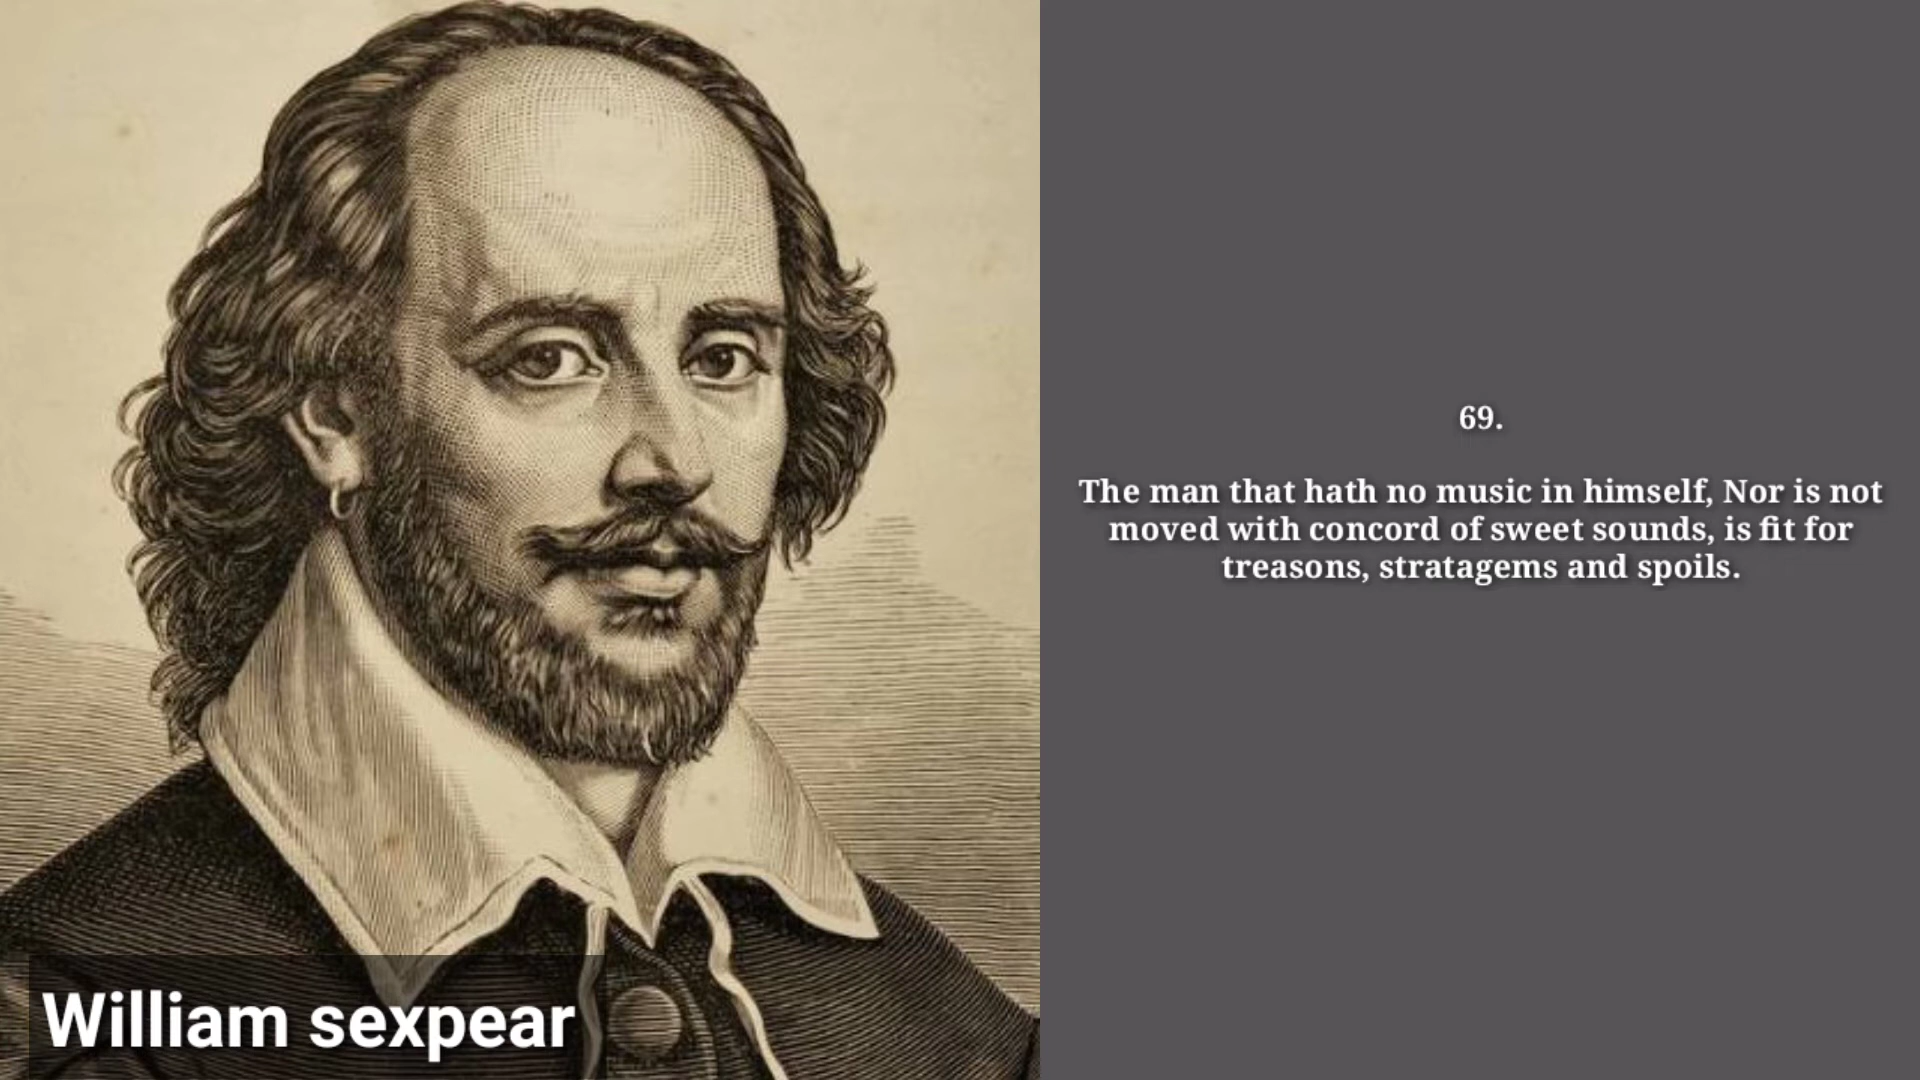 69.
The man that hath no music in himself, Nor is not
moved with concord of sweet sounds, is fit for
treasons, stratagems and spoils.
William sexpear